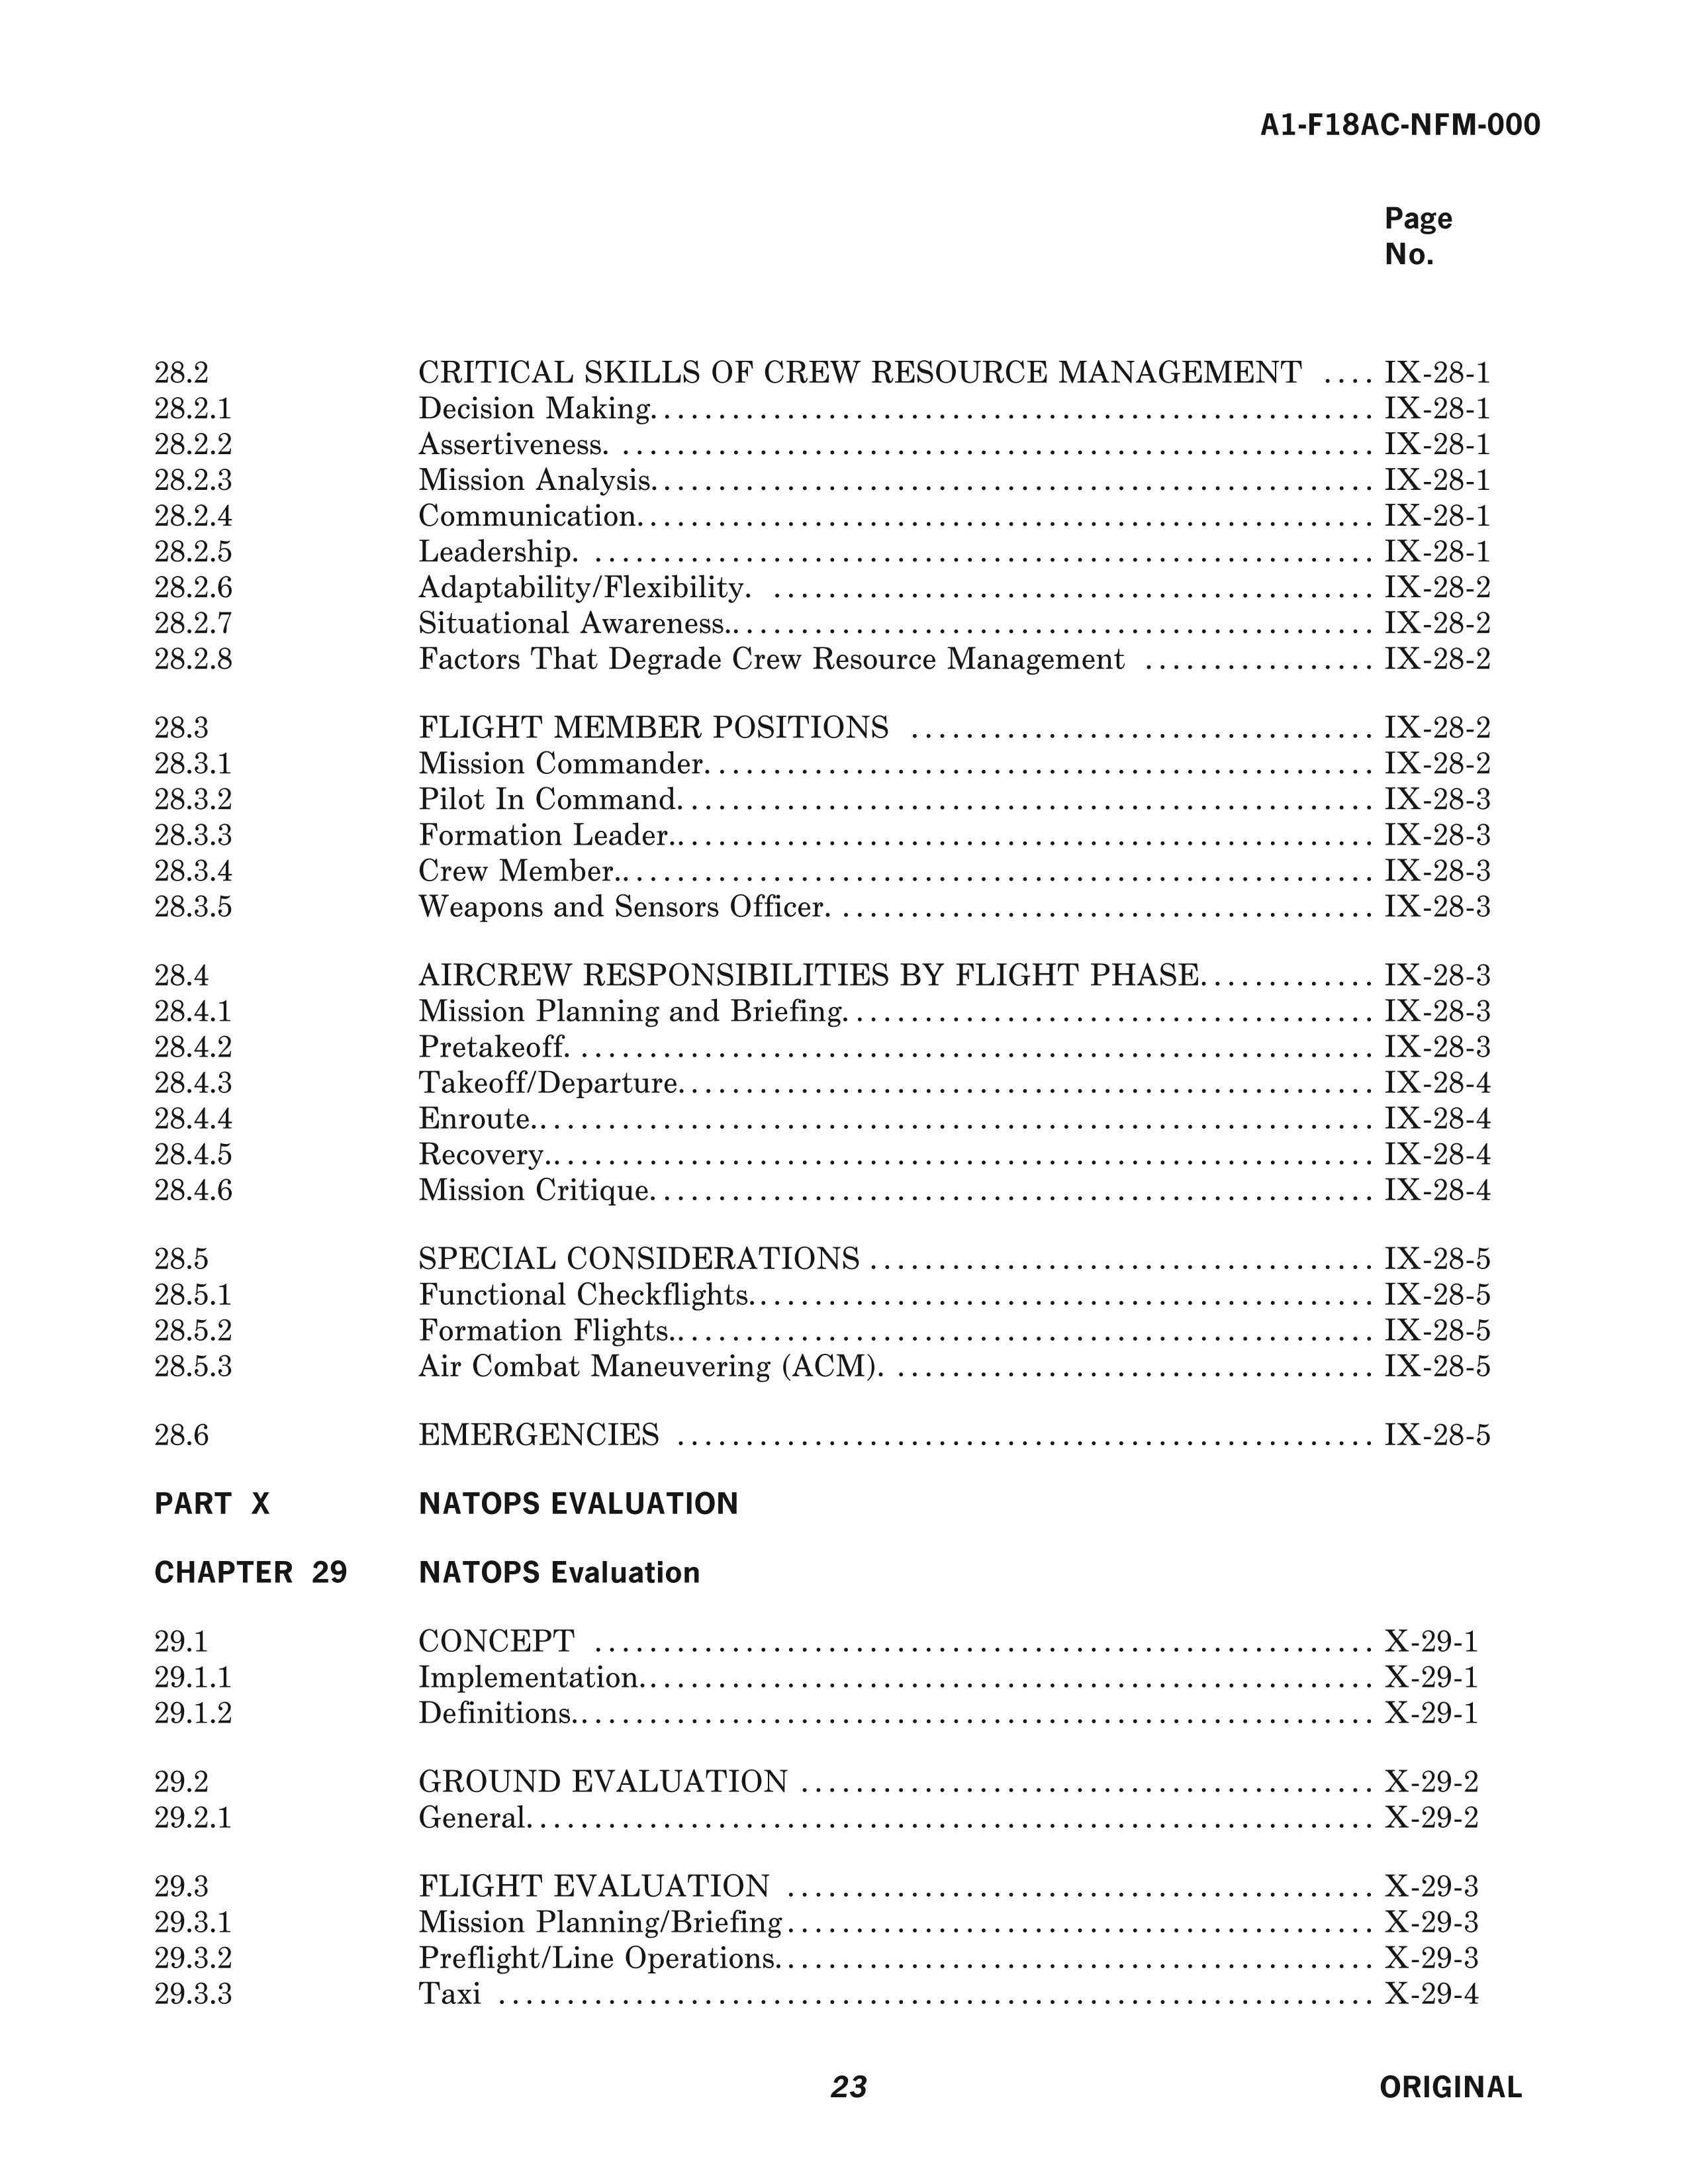 A1-F18AC-NFM-000
Page
No.
28.2 CRITICAL SKILLS OF CREW RESOURCE MANAGEMENT .... IX-28-1
28.2.1 Decision Making. .................................................... IX-28-1
28.2.2 Assertiveness. ....................................................... IX-28-1
28.2.3 Mission Analysis. .................................................... IX-28-1
28.2.4 Communication. ..................................................... IX-28-1
28.2.5 Leadership. ......................................................... IX-28-1
28.2.6 Adaptability/Flexibility. ............................................ IX-28-2
28.2.7 Situational Awareness. ............................................... IX-28-2
28.2.8 Factors That Degrade Crew Resource Management ................. IX-28-2
28.3 FLIGHT MEMBER POSITIONS .................................. IX-28-2
28.3.1 Mission Commander. ................................................ IX-28-2
28.3.2 Pilot In Command. .................................................. IX-28-3
28.3.3 Formation Leader. ................................................... IX-28-3
28.3.4 Crew Member. ....................................................... IX-28-3
28.3.5 Weapons and Sensors Officer. ....................................... IX-28-3
28.4 AIRCREW RESPONSIBILITIES BY FLIGHT PHASE. ............ IX-28-3
28.4.1 Mission Planning and Briefing. ...................................... IX-28-3
28.4.2 Pretakeoff. .......................................................... IX-28-3
28.4.3 Takeoff/Departure. .................................................. IX-28-4
28.4.4 Enroute. ............................................................. IX-28-4
28.4.5 Recovery. ............................................................ IX-28-4
28.4.6 Mission Critique. .................................................... IX-28-4
28.5 SPECIAL CONSIDERATIONS ..................................... IX-28-5
28.5.1 Functional Checkflights. ............................................. IX-28-5
28.5.2 Formation Flights. ................................................... IX-28-5
28.5.3 Air Combat Maneuvering (ACM). ................................... IX-28-5
28.6 EMERGENCIES ................................................... IX-28-5
PART X NATOPS EVALUATION
CHAPTER 29 NATOPS Evaluation
29.1 CONCEPT ......................................................... X-29-1
29.1.1 Implementation. ..................................................... X-29-1
29.1.2 Definitions. .......................................................... X-29-1
29.2 GROUND EVALUATION .......................................... X-29-2
29.2.1 General. ............................................................. X-29-2
29.3 FLIGHT EVALUATION ........................................... X-29-3
29.3.1 Mission Planning/Briefing ........................................... X-29-3
29.3.2 Preflight/Line Operations. ........................................... X-29-3
29.3.3 Taxi ................................................................ X-29-4
23 ORIGINAL